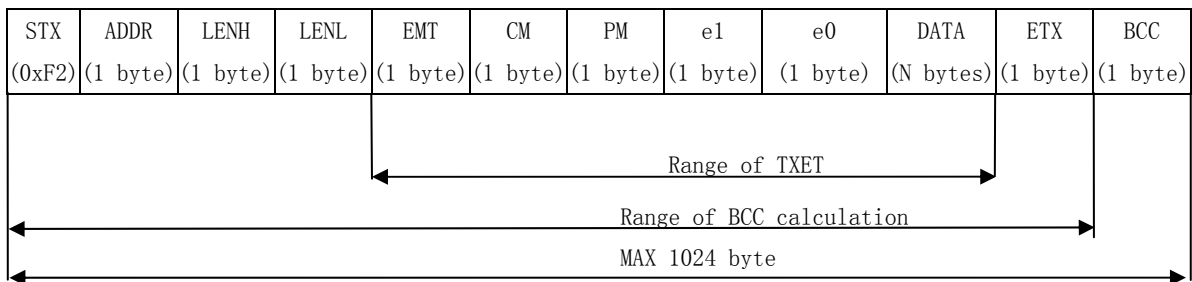 STX ADDR LENH LENL EMT CM PM e1 e0 DATA ETX BCC
(0xF2) (1 byte) (1 byte) (1 byte) (1 byte) (1 byte) (1 byte) (1 byte) (1 byte) (N bytes) (1 byte) (1 byte)
Range of TXET
Range of BCC calculation
MAX 1024 byte